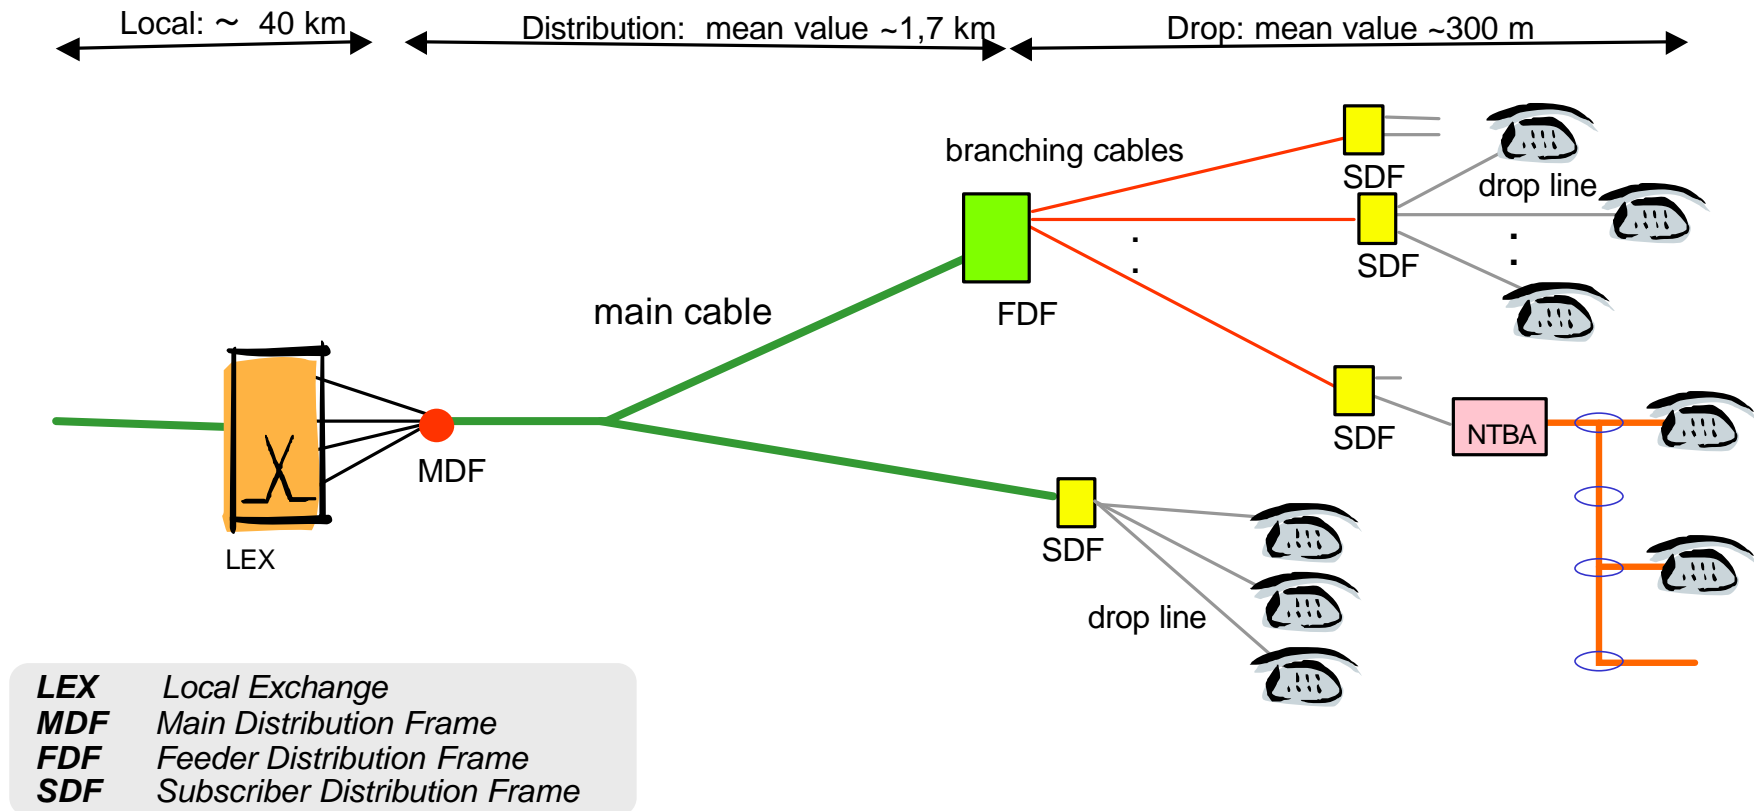 Local: ~ 40 km
Distribution: mean value ~1,7 km
Drop: mean value ~300 m
branching cables
SDF
drop line
SDF
FDF
main cable
MDF
LEX
SDF
NTBA
SDF
drop line
LEX Local Exchange
MDF Main Distribution Frame
FDF Feeder Distribution Frame
SDF Subscriber Distribution Frame